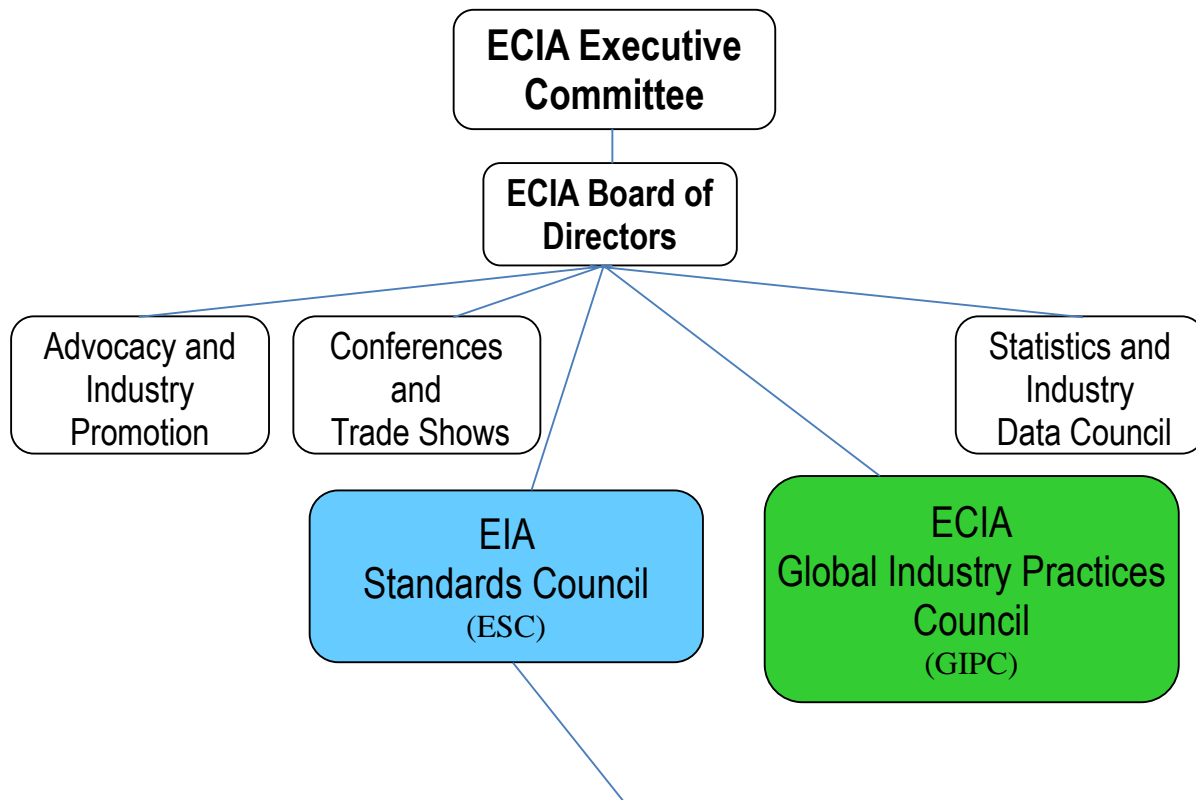 ECIA Executive
Committee
ECIA Board of
Directors
Advocacy and
Industry
Promotion
Conferences
and
Trade Shows
Statistics and
Industry
Data Council
EIA
Standards Council
(ESC)
ECIA
Global Industry Practices
Council
(GIPC)